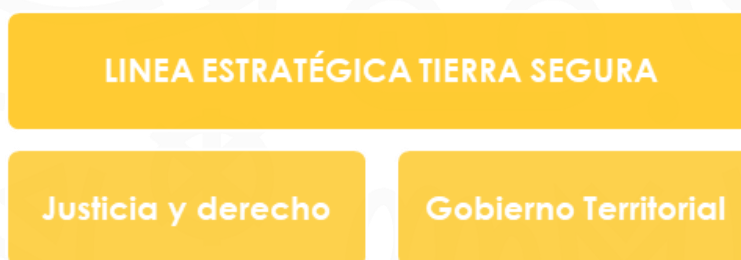 LINEA ESTRATÉGICA TIERRA SEGURA
Justicia y derecho
Gobierno Territorial